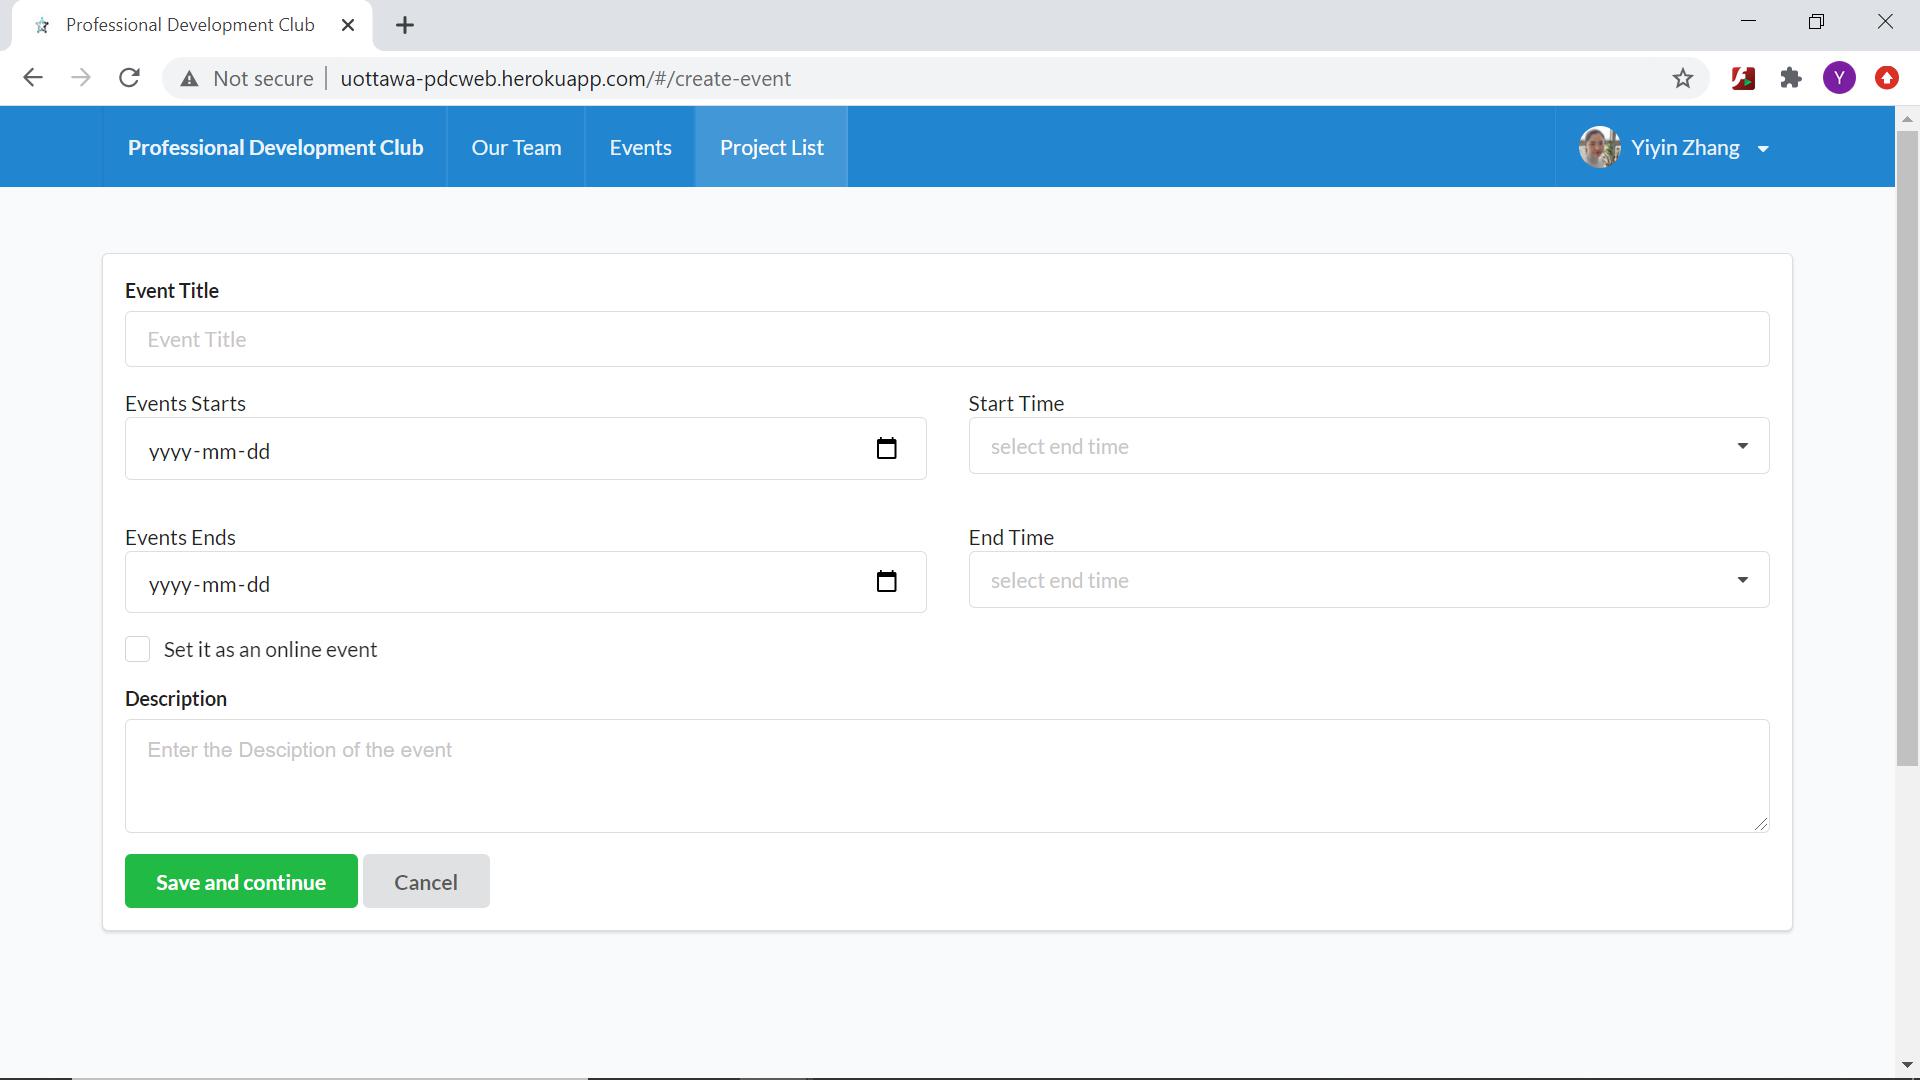 Professional Development Club
Not secure uottawa-pdcweb.herokuapp.com/#/create-event
Y
Professional Development Club Our Team Events Project List Yiyin Zhang
Event Title
Event Title
Events Starts Start Time
yyyy-mm-dd select end time
Events Ends End Time
yyyy-mm-dd select end time
Set it as an online event
Description
Enter the Desciption of the event
Save and continue Cancel